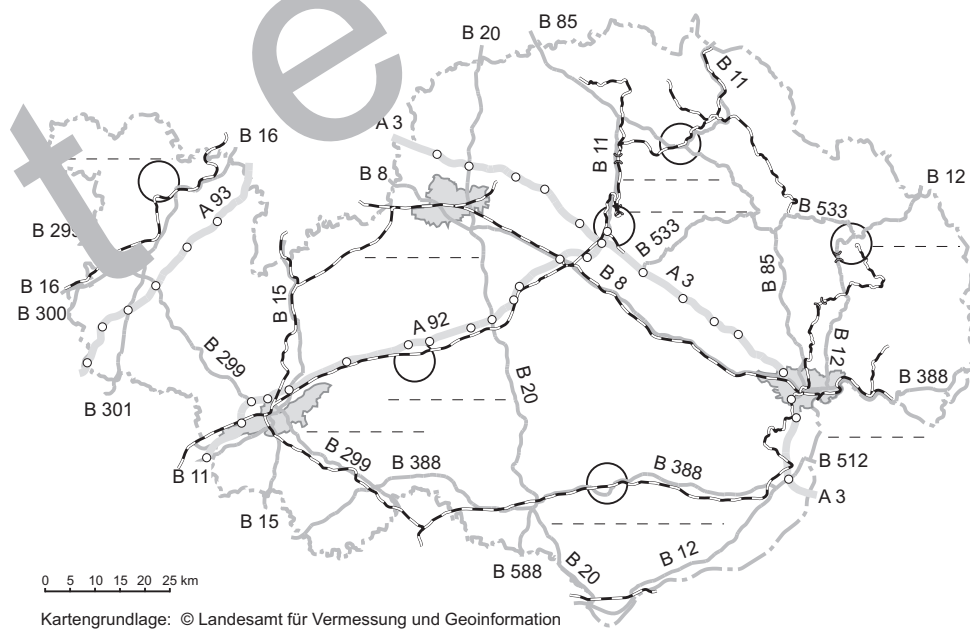 t e
B 20
B 85
B 11
B 16
A 3
B 11
B 8
A 93
B 12
B 533
B 299
B 533
B 16
B 300
B 15
B 8
A 3
B 85
A 92
B 299
B 12
B 301
B 20
B 388
B 299
B 388
B 388
B 11
B 512
A 3
B 15
B 588
B 20
B 12
0 5 10 15 20 25 km
Kartengrundlage: © Landesamt für Vermessung und Geoinformation